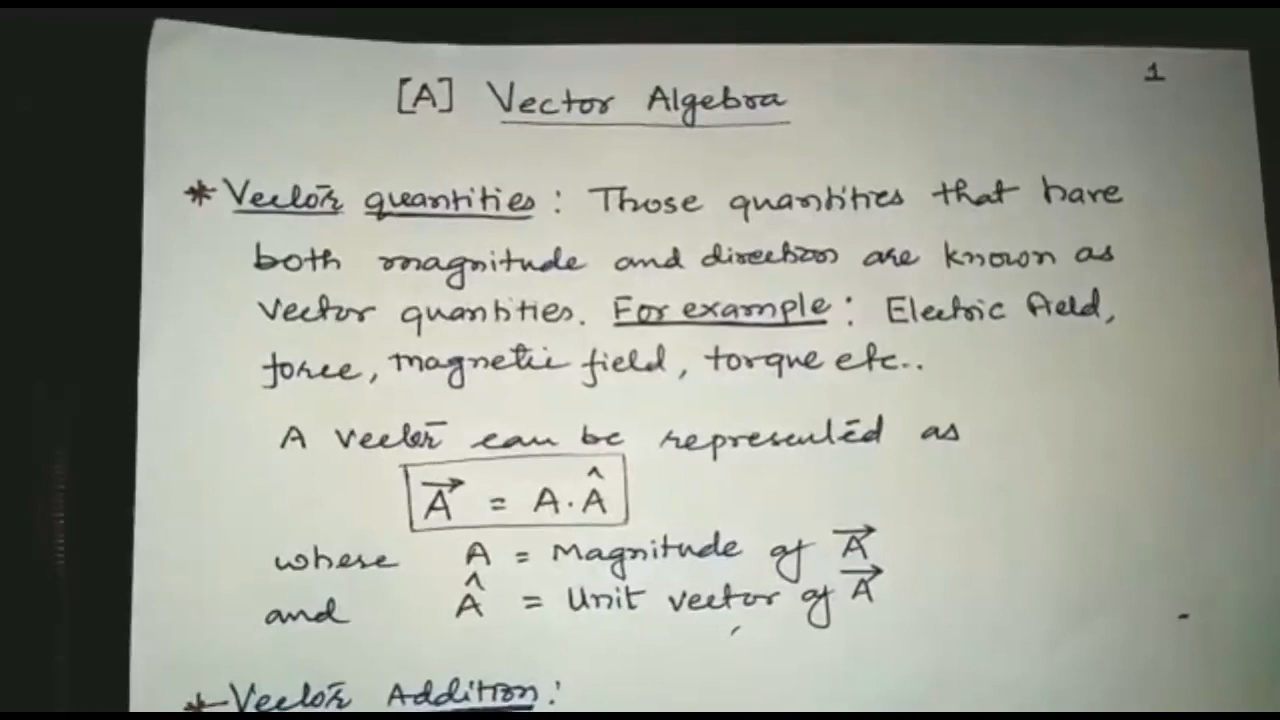 1
[A] Vector Algebra
* Vector quantities : Those quantities that have
both magnitude and direction are known as
vector quantities. For example : Electric field,
force, magnetic field, torque etc..
A vector can be represented as
A⃗ = A.Â
where A = Magnitude of A⃗
and Â = Unit vector of A⃗
* Vector Addition :